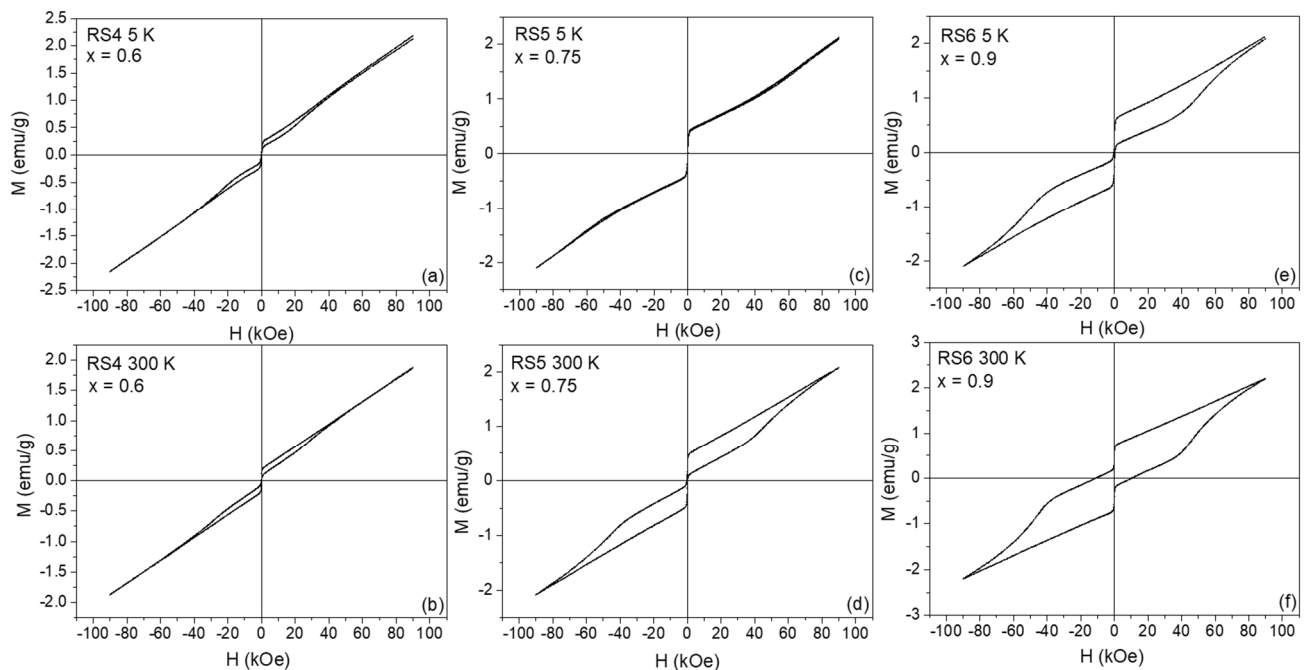 RS4 5 K
x = 0.6
M (emu/g)
2.5
2.0
1.5
1.0
0.5
0.0
-0.5
-1.0
-1.5
-2.0
-2.5
-100 -80 -60 -40 -20 0 20 40 60 80 100
H (kOe)
(a)
RS5 5 K
x = 0.75
M (emu/g)
2
1
0
-1
-2
-100 -80 -60 -40 -20 0 20 40 60 80 100
H (kOe)
(c)
RS6 5 K
x = 0.9
M (emu/g)
2
1
0
-1
-2
-100 -80 -60 -40 -20 0 20 40 60 80 100
H (kOe)
(e)
RS4 300 K
x = 0.6
M (emu/g)
2.0
1.5
1.0
0.5
0.0
-0.5
-1.0
-1.5
-2.0
-100 -80 -60 -40 -20 0 20 40 60 80 100
H (kOe)
(b)
RS5 300 K
x = 0.75
M (emu/g)
2
1
0
-1
-2
-100 -80 -60 -40 -20 0 20 40 60 80 100
H (kOe)
(d)
RS6 300 K
x = 0.9
M (emu/g)
3
2
1
0
-1
-2
-3
-100 -80 -60 -40 -20 0 20 40 60 80 100
H (kOe)
(f)